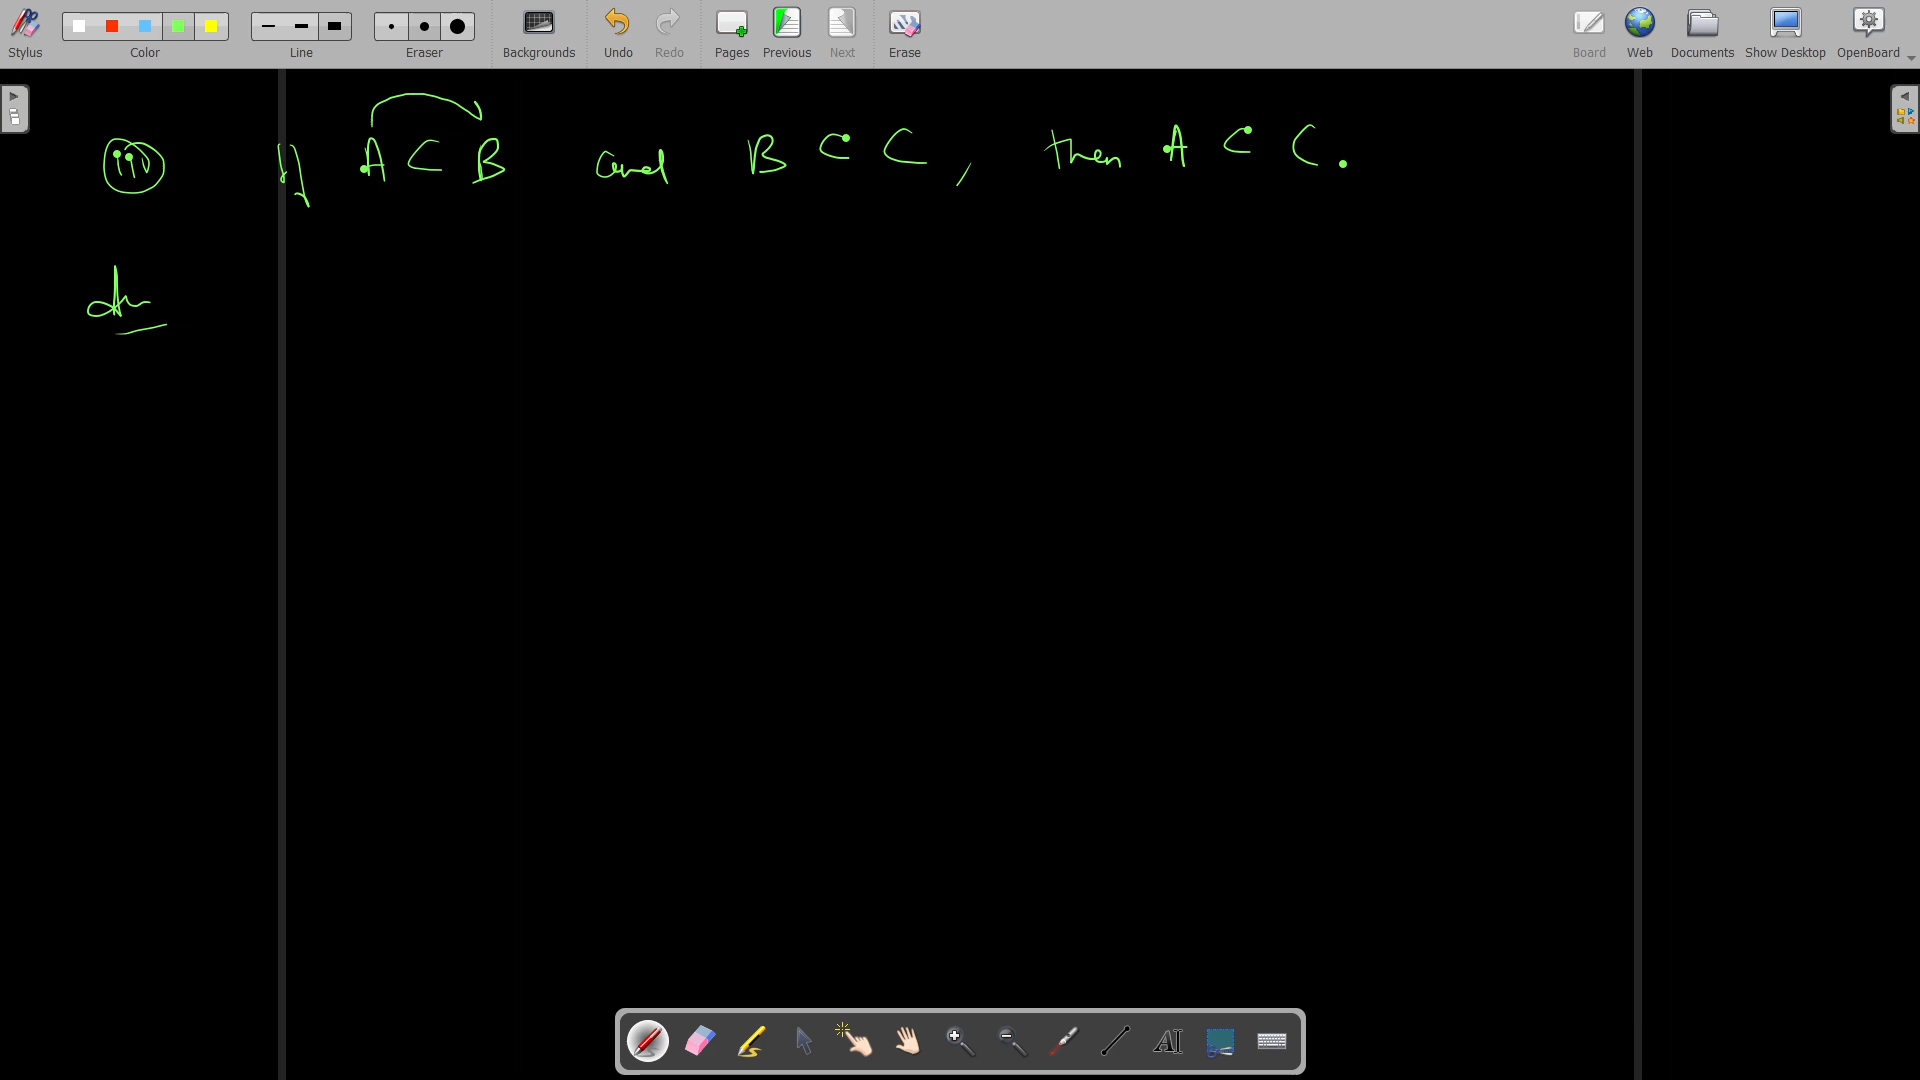 Stylus Color Line Eraser Backgrounds Undo Redo Pages Previous Next Erase Board Web Documents Show Desktop OpenBoard
iii If A ⊂ B and B ⊂ C, then A ⊂ C.